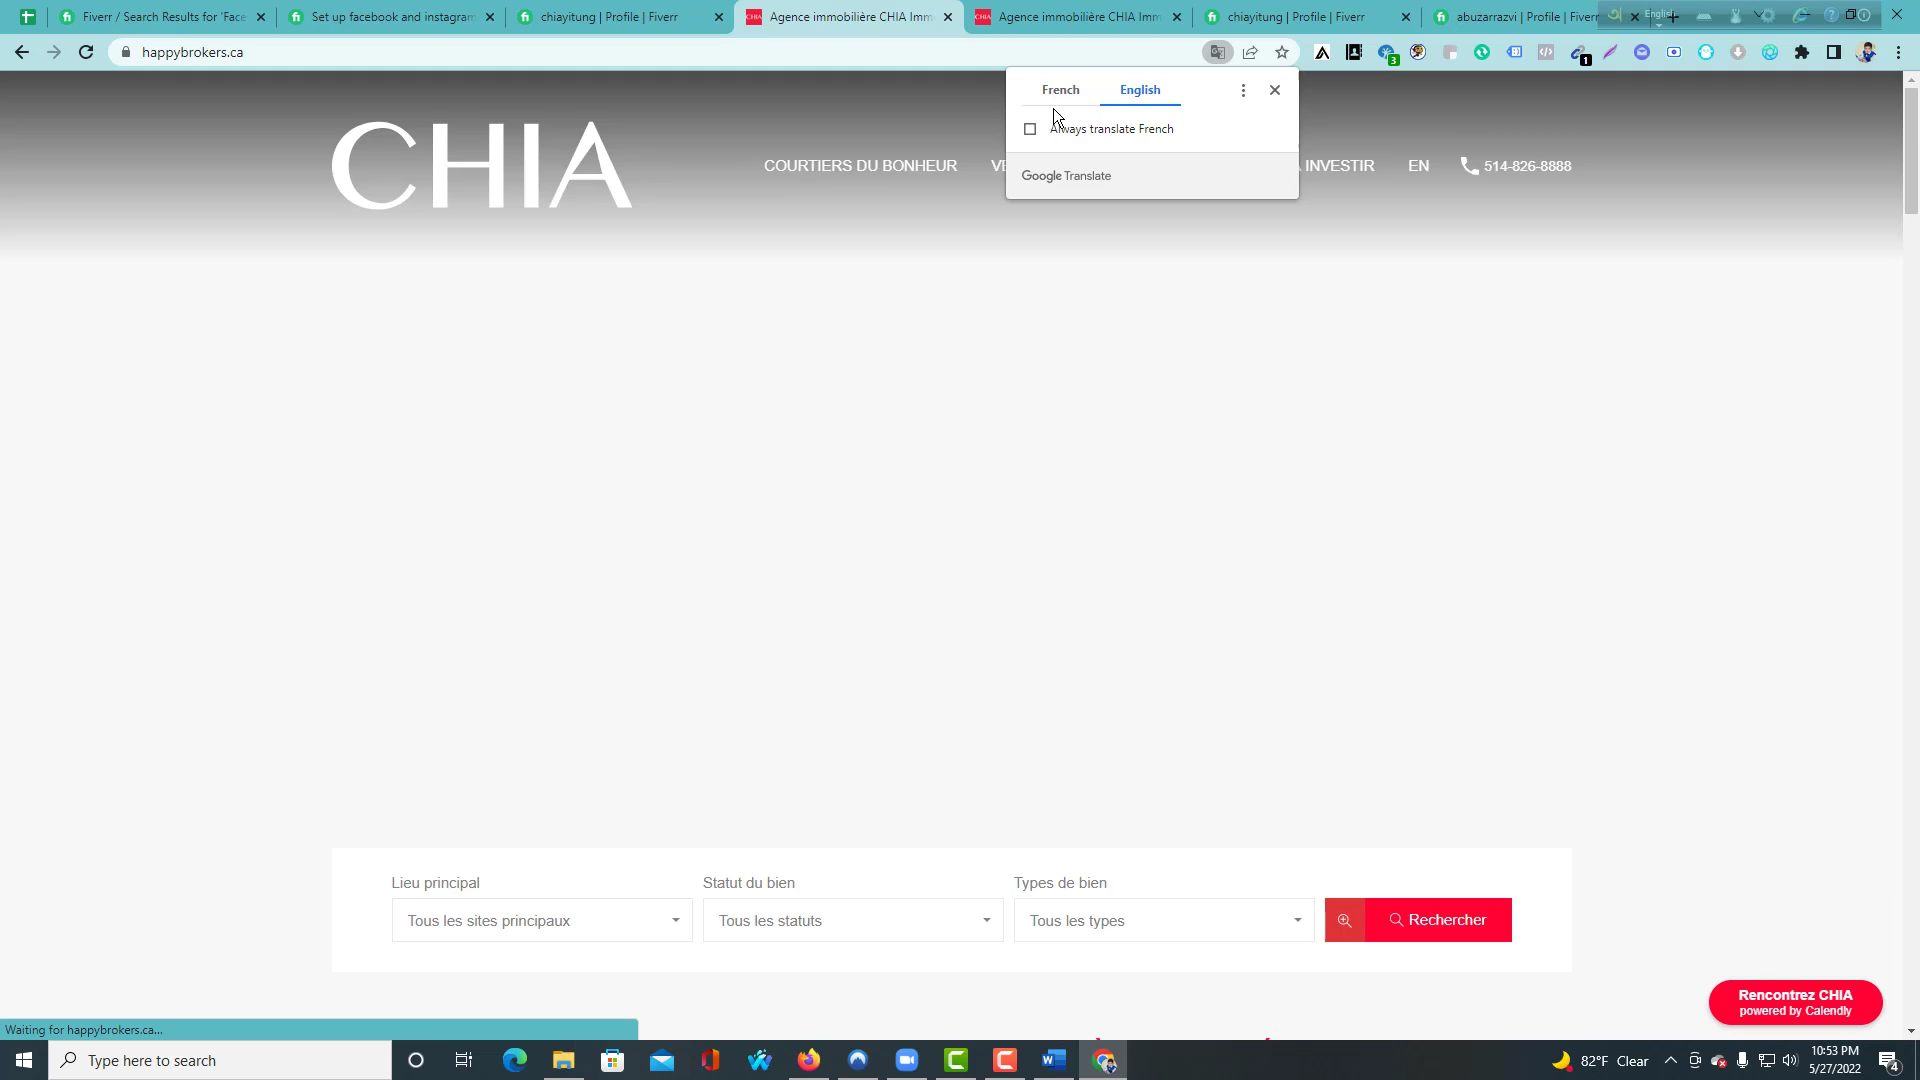 Fiverr / Search Results for 'Face
Set up facebook and instagram
chiayitung | Profile | Fiverr
Agence immobilière CHIA Imm
Agence immobilière CHIA Imm
chiayitung | Profile | Fiverr
abuzarrazvi | Profile | Fiverr
English
happybrokers.ca
3
1
French
English
Always translate French
Google Translate
CHIA
COURTIERS DU BONHEUR
INVESTIR
EN
514-826-8888
Lieu principal
Statut du bien
Types de bien
Tous les sites principaux
Tous les statuts
Tous les types
Rechercher
Rencontrez CHIA
powered by Calendly
Waiting for happybrokers.ca...
Type here to search
82°F Clear
10:53 PM
5/27/2022
4